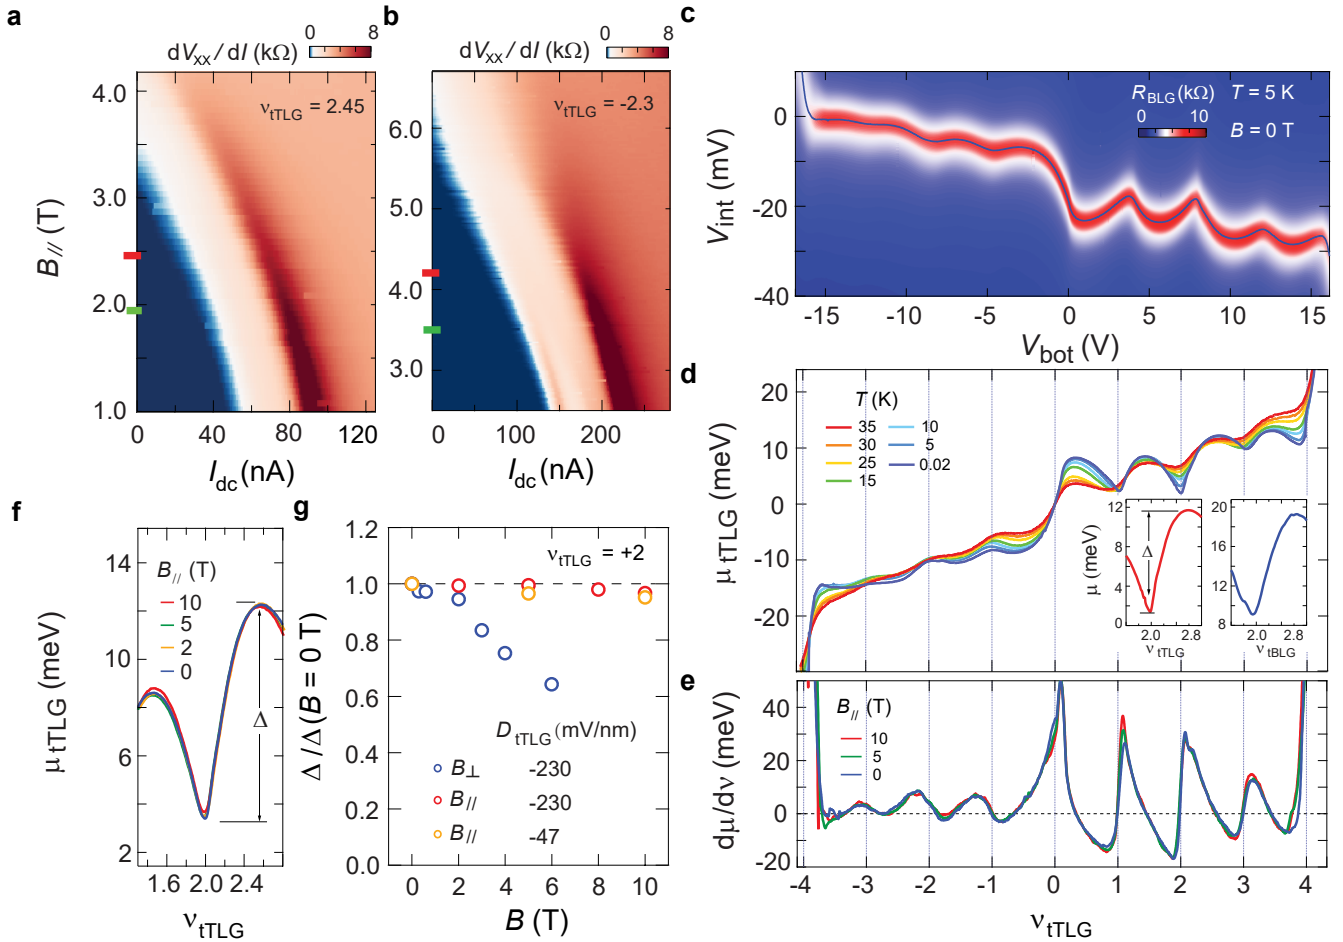 a
dVxx / dI (kΩ)
0
8
νtTLG = 2.45
4.0
3.0
2.0
1.0
B// (T)
0
40
80
120
Idc (nA)
b
dVxx / dI (kΩ)
0
8
νtTLG = -2.3
6.0
5.0
4.0
3.0
0
100
200
Idc (nA)
c
RBLG (kΩ)
0
10
T = 5 K
B = 0 T
0
-20
-40
Vint (mV)
-15
-10
-5
0
5
10
15
Vbot (V)
d
T (K)
35
10
30
5
25
0.02
15
20
10
0
-10
-20
μtTLG (meV)
12
8
4
0
μ (meV)
Δ
2.0
2.8
νtTLG
20
16
12
8
2.0
2.8
νtBLG
e
B// (T)
10
5
0
40
20
0
-20
dμ/dν (meV)
-4
-3
-2
-1
0
1
2
3
4
νtTLG
f
B// (T)
10
5
2
0
14
10
6
2
μtTLG (meV)
Δ
1.6
2.0
2.4
νtTLG
g
νtTLG = +2
1.2
1.0
0.8
0.6
0.4
0.2
0.0
Δ/Δ(B = 0 T)
DtTLG (mV/nm)
B⊥ -230
B// -230
B// -47
0
2
4
6
8
10
B (T)